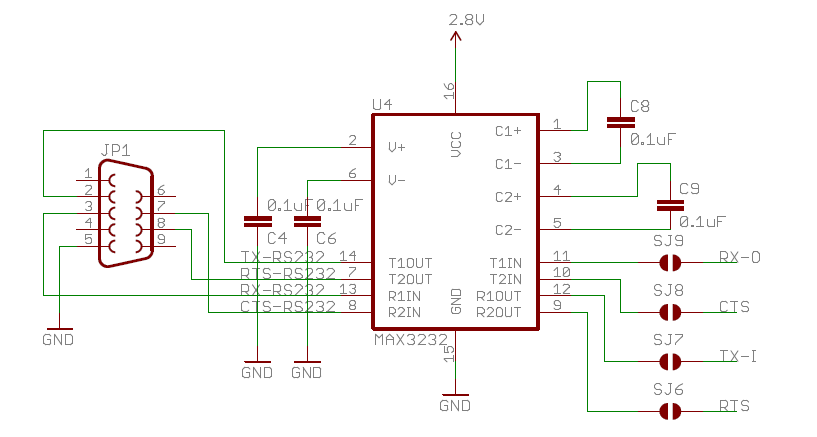 2.8V
16
U4
VCC
2
V+
6
V-
C1+
1
C1-
3
C2+
4
C2-
5
C8
0.1uF
C9
0.1uF
JP1
1
2
3
4
5
6
7
8
9
0.1uF
0.1uF
C4
C6
TX-RS232
14
T1OUT
RTS-RS232
7
T2OUT
RX-RS232
13
R1IN
CTS-RS232
8
R2IN
GND
T1IN
11
T2IN
10
R1OUT
12
R2OUT
9
SJ9
RX-O
SJ8
CTS
SJ7
TX-I
SJ6
RTS
MAX3232
15
GND
GND
GND
GND